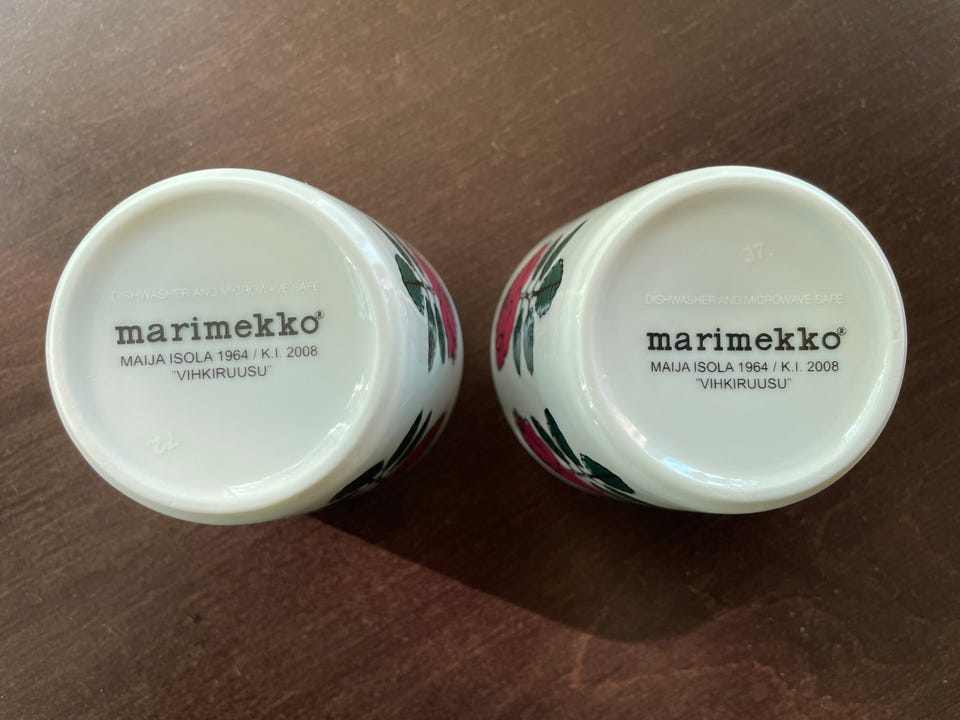 DISHWASHER AND MICROWAVE SAFE
marimekko®
MAIJA ISOLA 1964 / K.I. 2008
"VIHKIRUUSU"
72
37.
DISHWASHER AND MICROWAVE SAFE
marimekko®
MAIJA ISOLA 1964 / K.I. 2008
"VIHKIRUUSU"